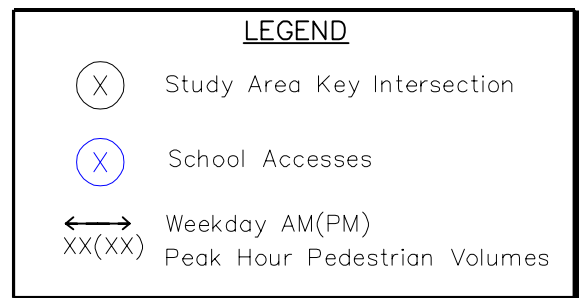 LEGEND
X Study Area Key Intersection
X School Accesses
Weekday AM(PM)
XX(XX) Peak Hour Pedestrian Volumes